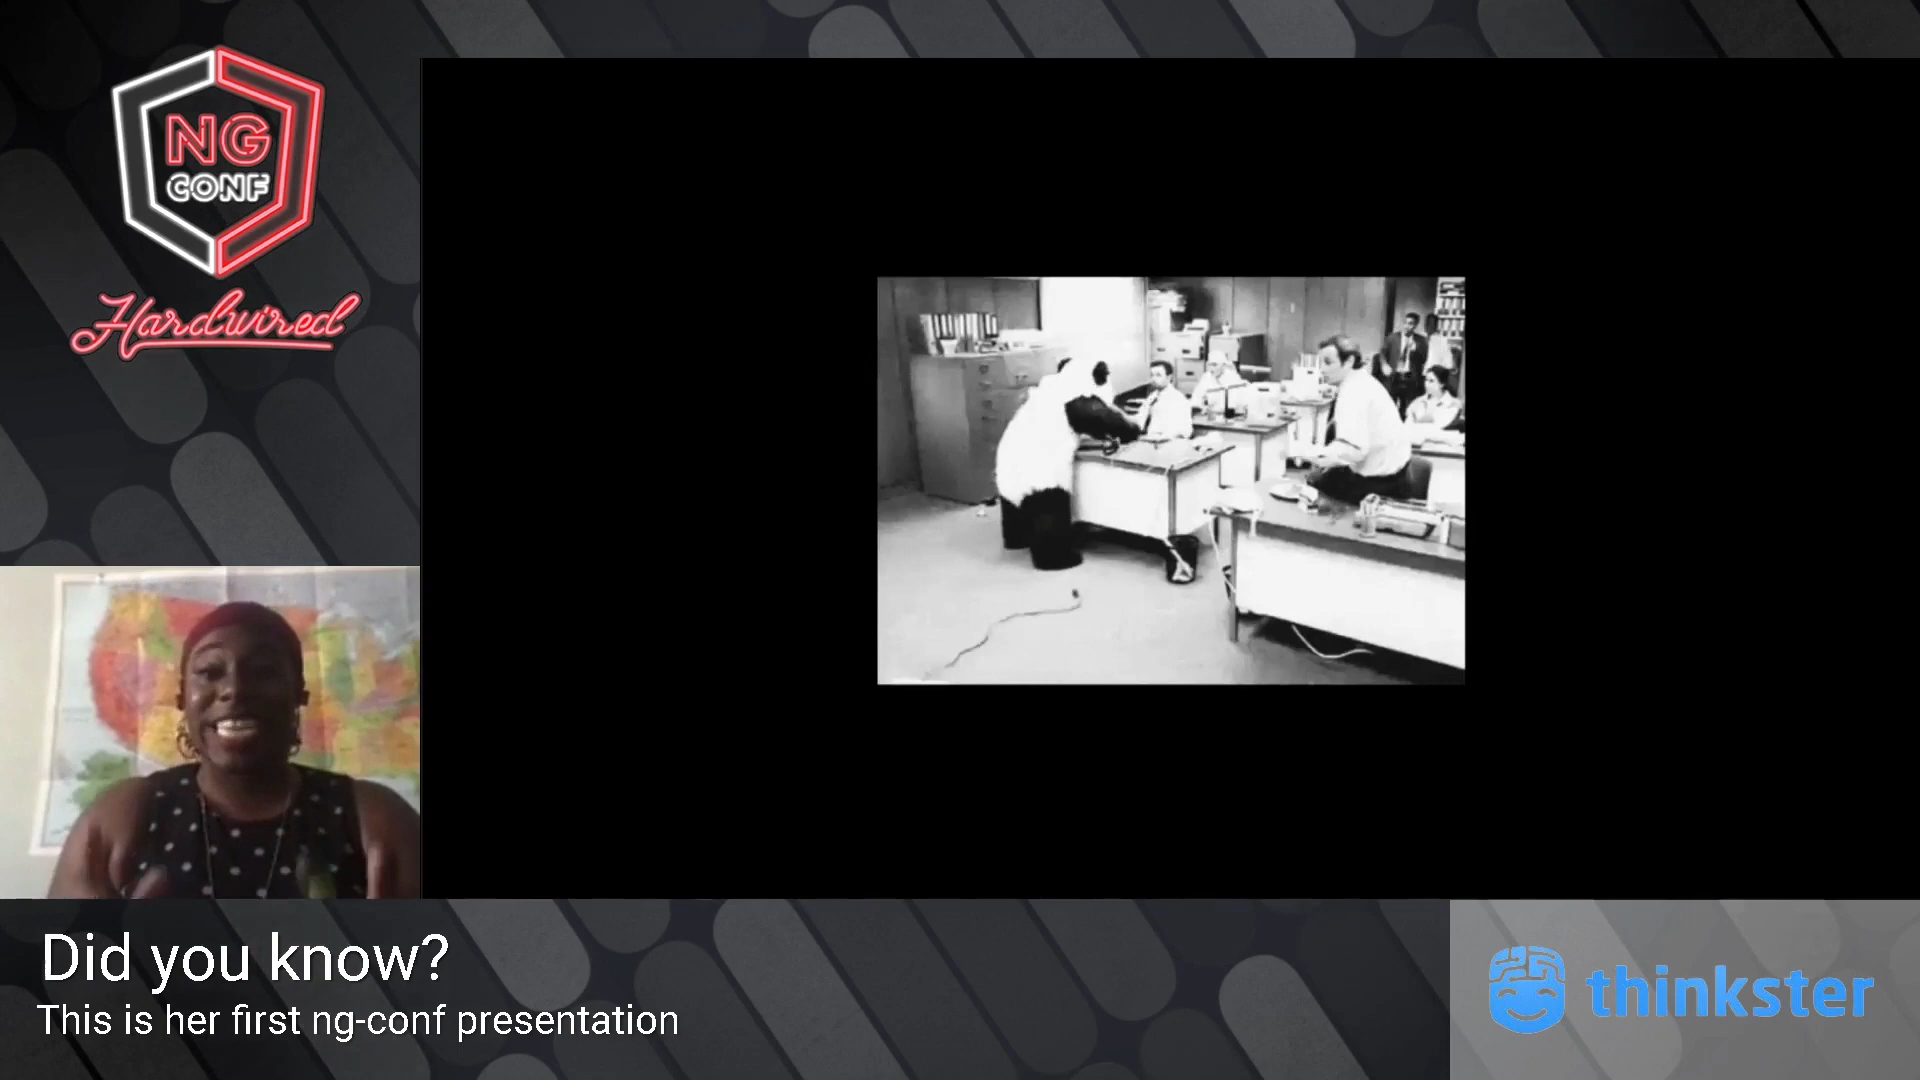 NG
CONF
Hardwired
Did you know?
This is her first ng-conf presentation
thinkster